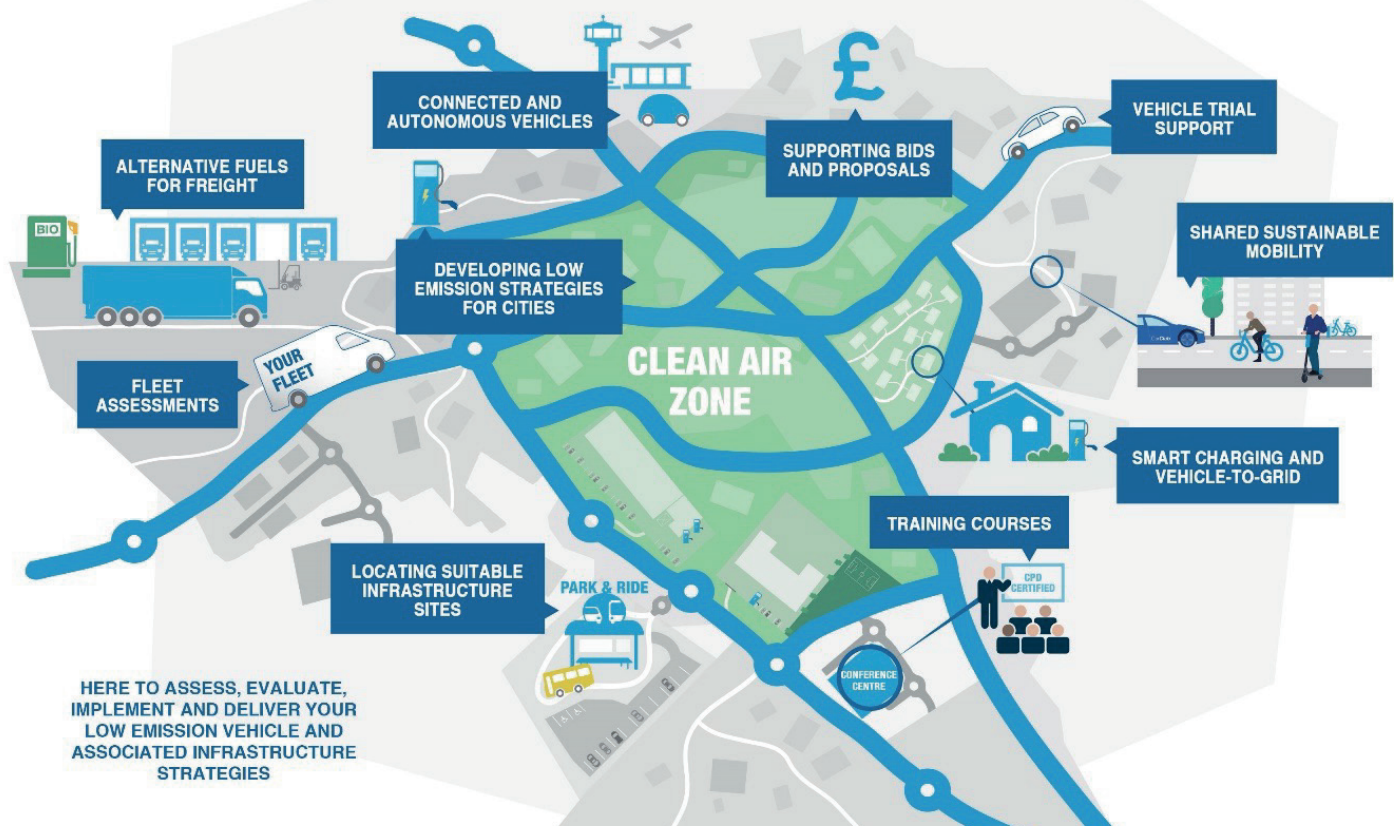 CONNECTED AND
AUTONOMOUS VEHICLES
SUPPORTING BIDS
AND PROPOSALS
£
VEHICLE TRIAL
SUPPORT
ALTERNATIVE FUELS
FOR FREIGHT
BIO
DEVELOPING LOW
EMISSION STRATEGIES
FOR CITIES
SHARED SUSTAINABLE
MOBILITY
YOUR
FLEET
FLEET
ASSESSMENTS
CLEAN AIR
ZONE
SMART CHARGING AND
VEHICLE-TO-GRID
TRAINING COURSES
CPD
CERTIFIED
LOCATING SUITABLE
INFRASTRUCTURE
SITES
PARK & RIDE
CONFERENCE
CENTRE
HERE TO ASSESS, EVALUATE,
IMPLEMENT AND DELIVER YOUR
LOW EMISSION VEHICLE AND
ASSOCIATED INFRASTRUCTURE
STRATEGIES